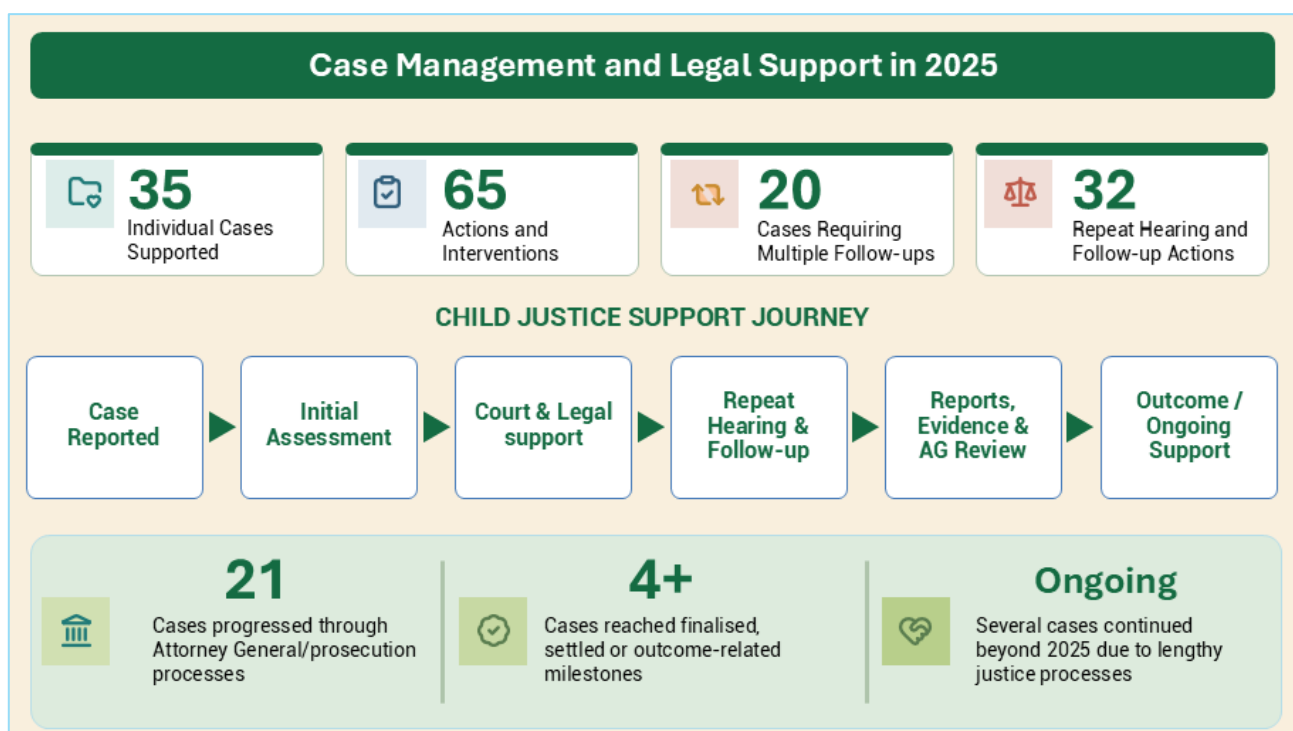 Case Management and Legal Support in 2025
35
Individual Cases
Supported
65
Actions and
Interventions
20
Cases Requiring
Multiple Follow-ups
32
Repeat Hearing and
Follow-up Actions
CHILD JUSTICE SUPPORT JOURNEY
Case
Reported
Initial
Assessment
Court & Legal
support
Repeat
Hearing &
Follow-up
Reports,
Evidence &
AG Review
Outcome /
Ongoing
Support
21
Cases progressed through
Attorney General/prosecution
processes
4+
Cases reached finalised,
settled or outcome-related
milestones
Ongoing
Several cases continued
beyond 2025 due to lengthy
justice processes